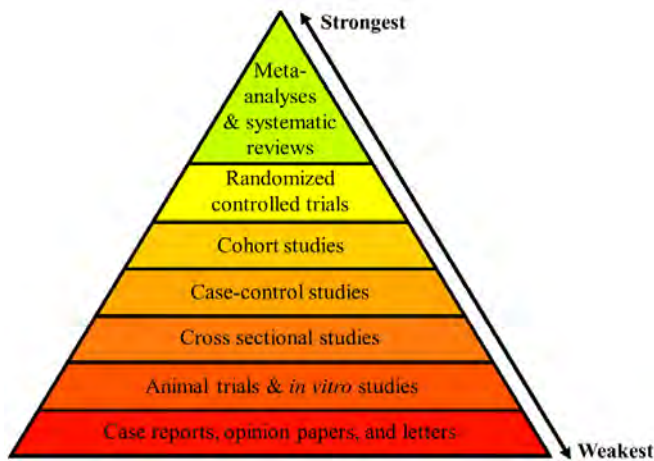 Strongest
Meta-
analyses
& systematic
reviews
Randomized
controlled trials
Cohort studies
Case-control studies
Cross sectional studies
Animal trials & in vitro studies
Case reports, opinion papers, and letters
Weakest